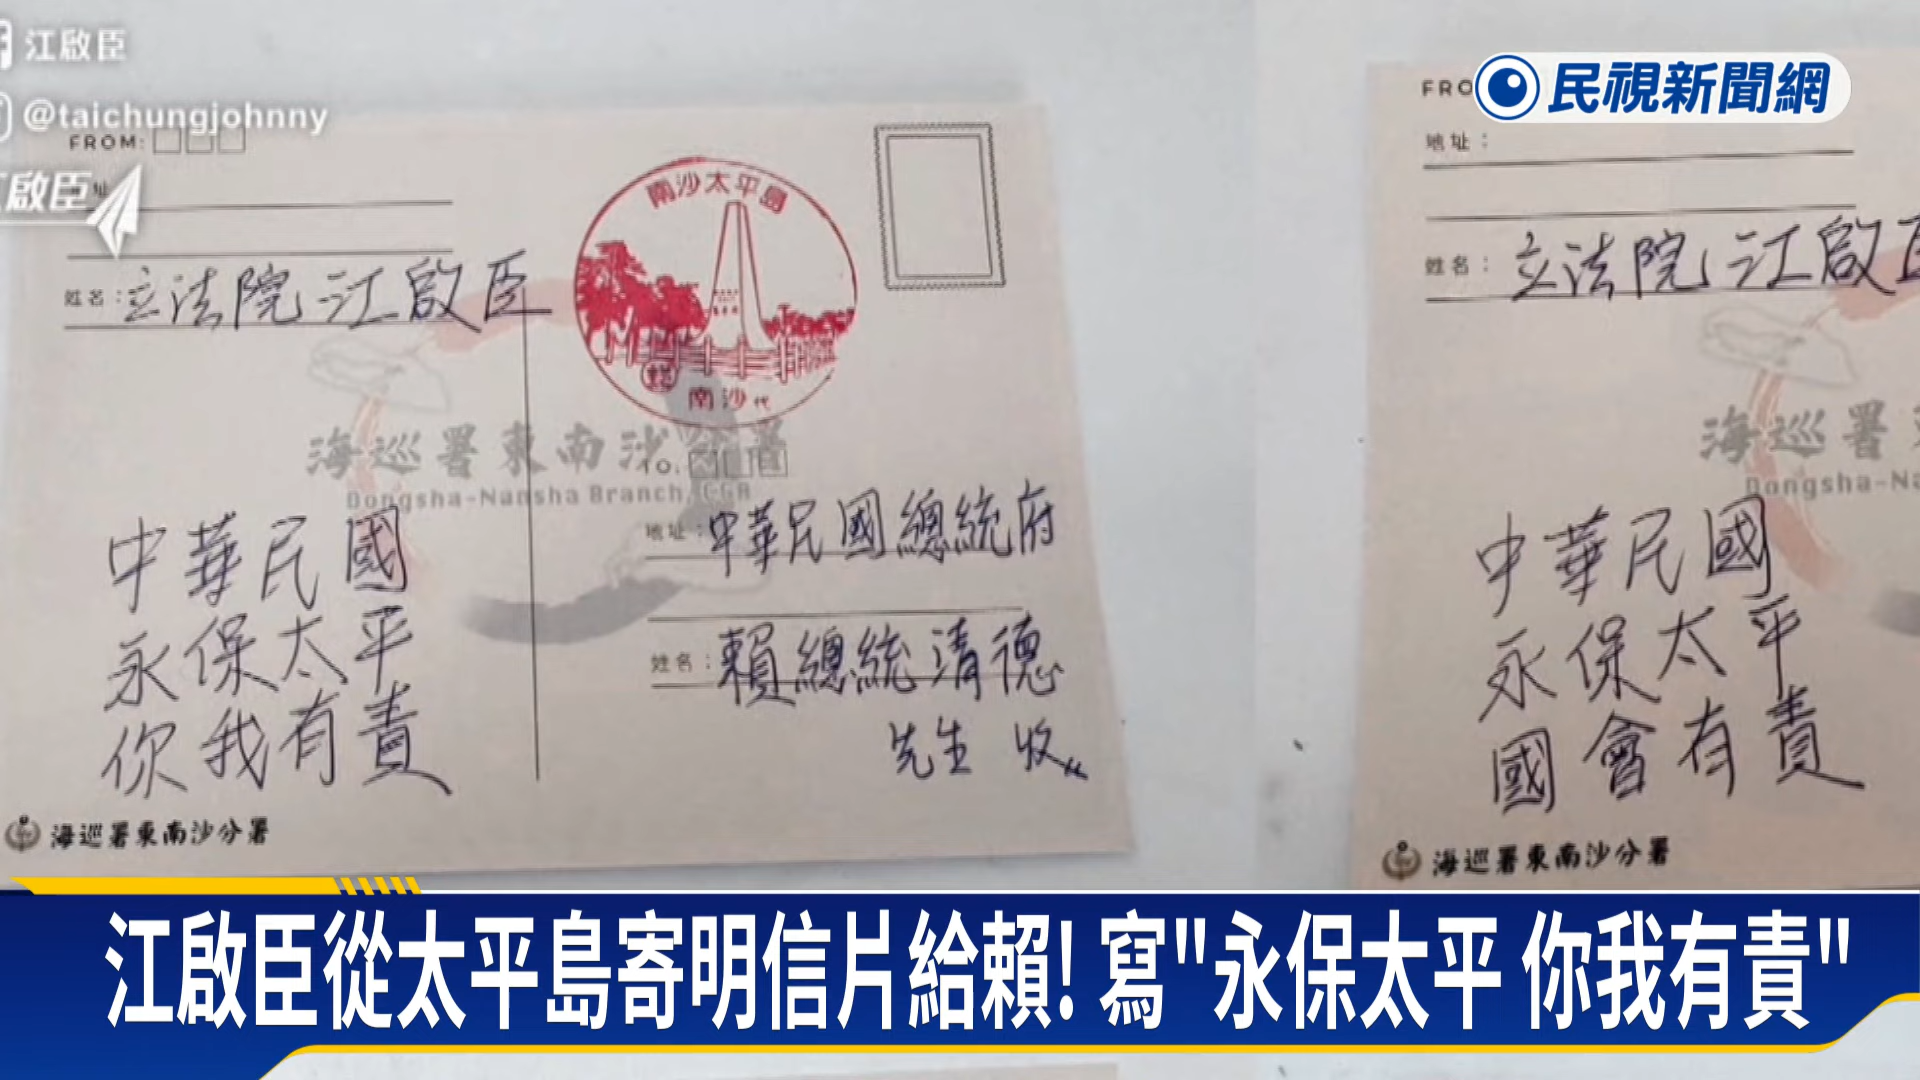 江啟臣
@taichungjohnny
江啟臣
民視新聞網
FROM:
址
姓名：立法院 江啟臣
南沙太平島
南沙 代
海巡署東南沙分署
Dongsha-Nansha Branch, CGA
TO.
地址：中華民國總統府
姓名：賴總統清德
先生 收
中華民國
永保太平
你我有責
海巡署東南沙分署
FRO
地址：
姓名：立法院 江啟臣
海巡署
Dongsha-Na
中華民國
永保太平
國會有責
海巡署東南沙分署
江啟臣從太平島寄明信片給賴! 寫"永保太平 你我有責"